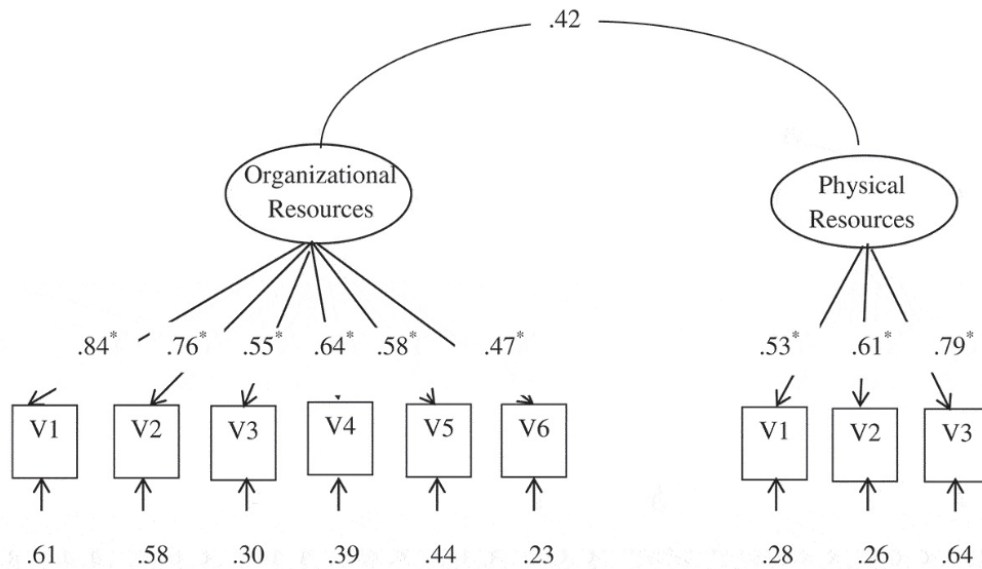 .42
Organizational
Resources
Physical
Resources
.84* .76* .55* .64* .58* .47* .53* .61* .79*
V1 V2 V3 V4 V5 V6 V1 V2 V3
.61 .58 .30 .39 .44 .23 .28 .26 .64